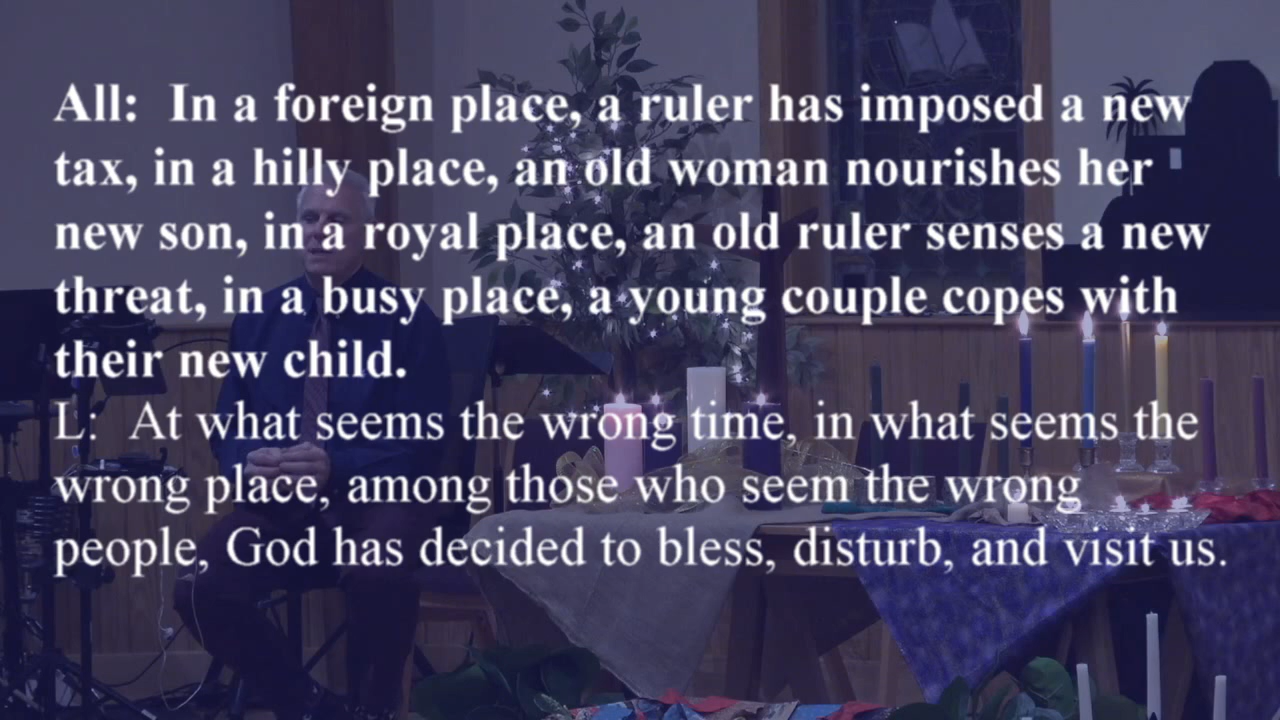 All:  In a foreign place, a ruler has imposed a new
tax, in a hilly place, an old woman nourishes her
new son, in a royal place, an old ruler senses a new
threat, in a busy place, a young couple copes with
their new child.
L:  At what seems the wrong time, in what seems the
wrong place, among those who seem the wrong
people, God has decided to bless, disturb, and visit us.